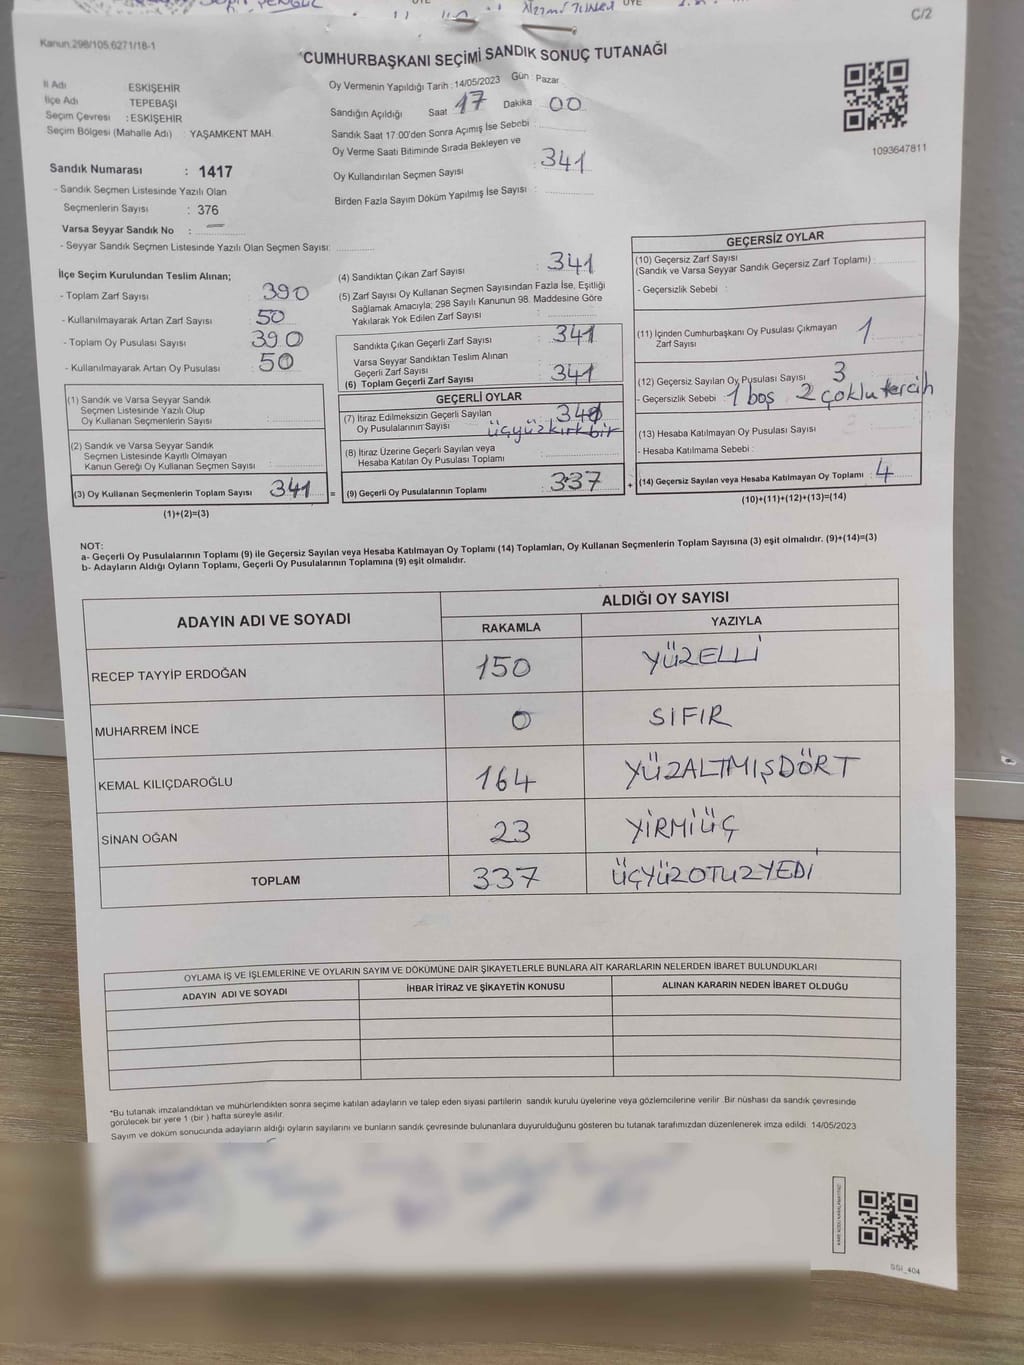 C/2
Kanun.298/105,6271/18-1
CUMHURBAŞKANI SEÇİMİ SANDIK SONUÇ TUTANAĞI
İl Adı ESKİŞEHİR
İlçe Adı TEPEBAŞI
Seçim Çevresi : ESKİŞEHİR
Seçim Bölgesi (Mahalle Adı) : YAŞAMKENT MAH.
Sandık Numarası : 1417
- Sandık Seçmen Listesinde Yazılı Olan
Seçmenlerin Sayısı : 376
Varsa Seyyar Sandık No : —
- Seyyar Sandık Seçmen Listesinde Yazılı Olan Seçmen Sayısı:
Oy Vermenin Yapıldığı Tarih : 14/05/2023 Gün Pazar
Sandığın Açıldığı Saat 17 Dakika 00
Sandık Saat 17:00'den Sonra Açımış İse Sebebi :
Oy Verme Saati Bitiminde Sırada Bekleyen ve
Oy Kullandırılan Seçmen Sayısı : 341
Birden Fazla Sayım Döküm Yapılmış İse Sayısı :
1093647811
İlçe Seçim Kurulundan Teslim Alınan;
- Toplam Zarf Sayısı : 390
- Kullanılmayarak Artan Zarf Sayısı : 50
- Toplam Oy Pusulası Sayısı : 390
- Kullanılmayarak Artan Oy Pusulası : 50
(1) Sandık ve Varsa Seyyar Sandık
Seçmen Listesinde Yazılı Olup
Oy Kullanan Seçmenlerin Sayısı :
(2) Sandık ve Varsa Seyyar Sandık
Seçmen Listesinde Kayıtlı Olmayan
Kanun Gereği Oy Kullanan Seçmen Sayısı :
(3) Oy Kullanan Seçmenlerin Toplam Sayısı : 341
(1)+(2)=(3)
(4) Sandıktan Çıkan Zarf Sayısı : 341
(5) Zarf Sayısı Oy Kullanan Seçmen Sayısından Fazla İse, Eşitliği
Sağlamak Amacıyla; 298 Sayılı Kanunun 98. Maddesine Göre
Yakılarak Yok Edilen Zarf Sayısı :
Sandıkta Çıkan Geçerli Zarf Sayısı : 341
Varsa Seyyar Sandıktan Teslim Alınan
Geçerli Zarf Sayısı :
(6) Toplam Geçerli Zarf Sayısı : 341
GEÇERLİ OYLAR
(7) İtiraz Edilmeksizin Geçerli Sayılan
Oy Pusulalarının Sayısı : üçyüzkırkbir
(8) İtiraz Üzerine Geçerli Sayılan veya
Hesaba Katılan Oy Pusulası Toplamı :
= (9) Geçerli Oy Pusulalarının Toplamı : 337 +
GEÇERSİZ OYLAR
(10) Geçersiz Zarf Sayısı
(Sandık ve Varsa Seyyar Sandık Geçersiz Zarf Toplamı) :
- Geçersizlik Sebebi :
(11) İçinden Cumhurbaşkanı Oy Pusulası Çıkmayan
Zarf Sayısı : 1
(12) Geçersiz Sayılan Oy Pusulası Sayısı : 3
- Geçersizlik Sebebi : 1 boş 2 çoklu tercih
(13) Hesaba Katılmayan Oy Pusulası Sayısı :
- Hesaba Katılmama Sebebi :
(14) Geçersiz Sayılan veya Hesaba Katılmayan Oy Toplamı : 4
(10)+(11)+(12)+(13)=(14)
NOT:
a- Geçerli Oy Pusulalarının Toplamı (9) ile Geçersiz Sayılan veya Hesaba Katılmayan Oy Toplamı (14) Toplamları, Oy Kullanan Seçmenlerin Toplam Sayısına (3) eşit olmalıdır. (9)+(14)=(3)
b- Adayların Aldığı Oyların Toplamı, Geçerli Oy Pusulalarının Toplamına (9) eşit olmalıdır.
ADAYIN ADI VE SOYADI
ALDIĞI OY SAYISI
RAKAMLA YAZIYLA
RECEP TAYYİP ERDOĞAN 150 YÜZELLİ
MUHARREM İNCE 0 SIFIR
KEMAL KILIÇDAROĞLU 164 YÜZALTMIŞDÖRT
SİNAN OĞAN 23 YİRMİÜÇ
TOPLAM 337 ÜÇYÜZOTUZYEDİ
OYLAMA İŞ VE İŞLEMLERİNE VE OYLARIN SAYIM VE DÖKÜMÜNE DAİR ŞİKAYETLERLE BUNLARA AİT KARARLARIN NELERDEN İBARET BULUNDUKLARI
ADAYIN ADI VE SOYADI İHBAR İTİRAZ VE ŞİKAYETİN KONUSU ALINAN KARARIN NEDEN İBARET OLDUĞU
*Bu tutanak imzalandıktan ve mühürlendikten sonra seçime katılan adayların ve talep eden siyasi partilerin sandık kurulu üyelerine veya gözlemcilerine verilir. Bir nüshası da sandık çevresinde
görülecek bir yere 1 (bir ) hafta süreyle asılır.
Sayım ve döküm sonucunda adayların aldığı oyların sayılarını ve bunların sandık çevresinde bulunanlara duyurulduğunu gösteren bu tutanak tarafımızdan düzenlenerek imza edildi. 14/05/2023
SGI_404